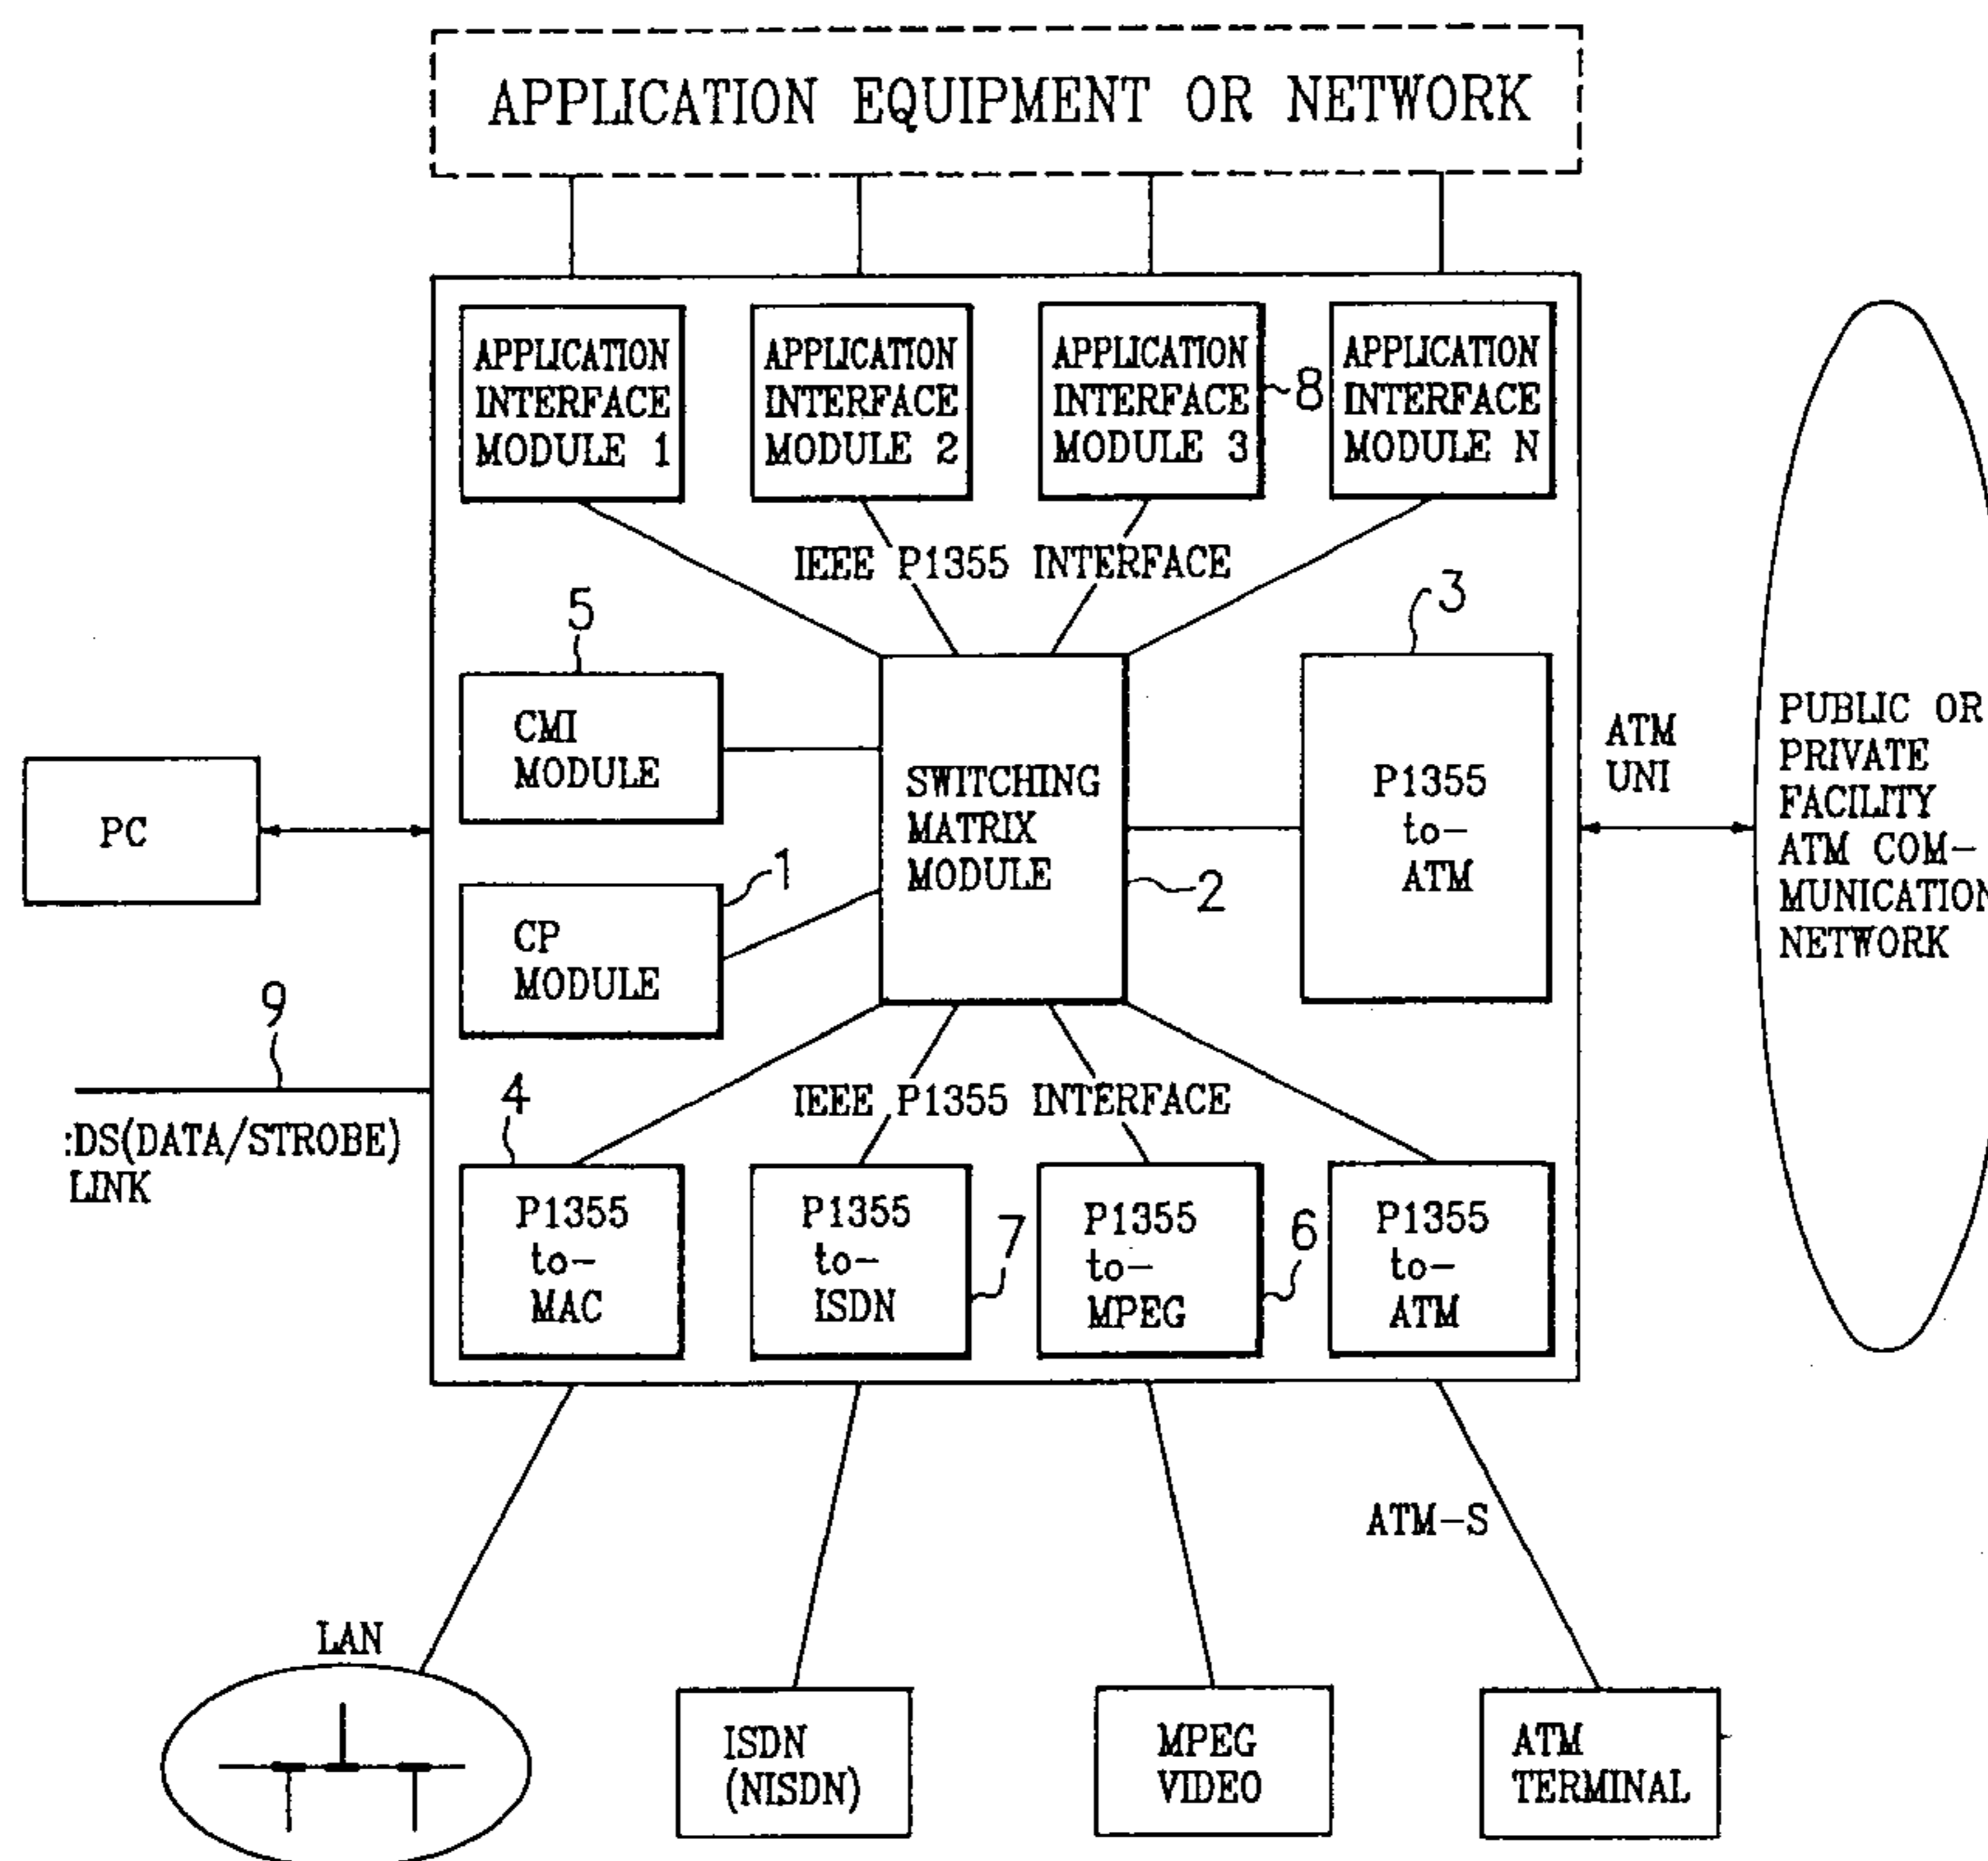 APPLICATION EQUIPMENT OR NETWORK
APPLICATION
INTERFACE
MODULE 1
APPLICATION
INTERFACE
MODULE 2
APPLICATION
INTERFACE
MODULE 3
8
APPLICATION
INTERFACE
MODULE N
IEEE P1355 INTERFACE
5
CMI
MODULE
3
P1355
to-
ATM
SWITCHING
MATRIX
MODULE
2
PC
1
CP
MODULE
ATM
UNI
PUBLIC OR
PRIVATE
FACILITY
ATM COM-
MUNICATION
NETWORK
9
:DS(DATA/STROBE)
LINK
IEEE P1355 INTERFACE
4
P1355
to-
MAC
P1355
to-
ISDN
7
P1355
to-
MPEG
6
P1355
to-
ATM
ATM-S
LAN
ISDN
(NISDN)
MPEG
VIDEO
ATM
TERMINAL